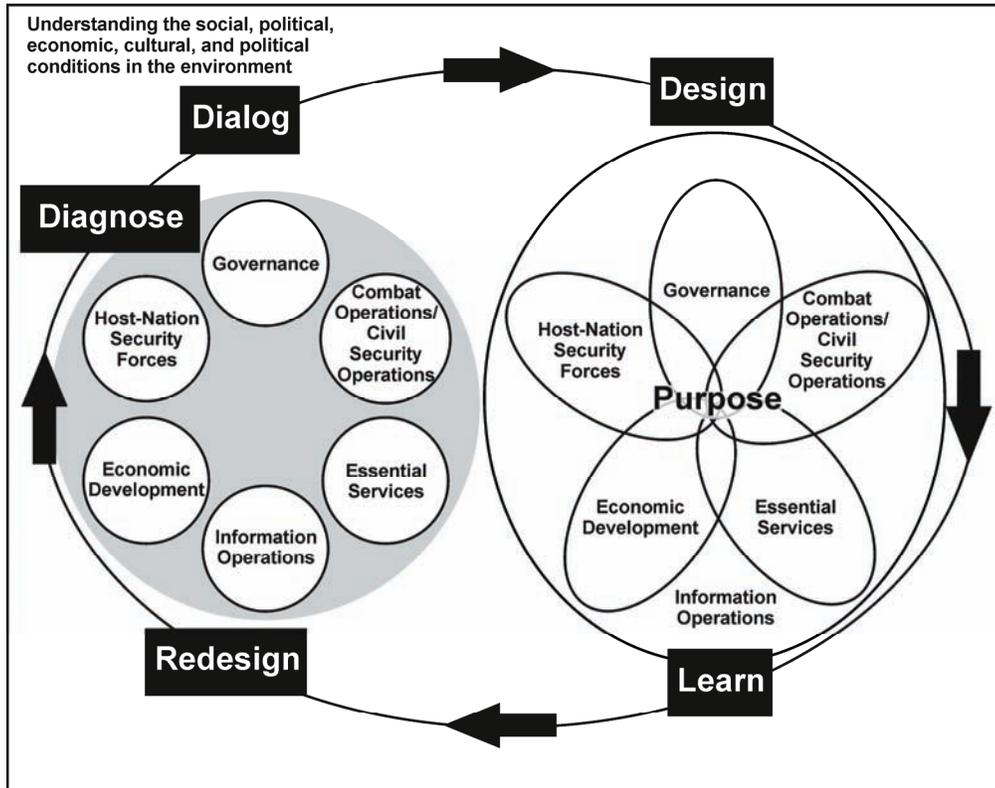 Understanding the social, political,
economic, cultural, and political
conditions in the environment
Dialog
Design
Diagnose
Governance
Host-Nation
Security
Forces
Combat
Operations/
Civil
Security
Operations
Economic
Development
Essential
Services
Information
Operations
Governance
Host-Nation
Security
Forces
Combat
Operations/
Civil
Security
Operations
Purpose
Economic
Development
Essential
Services
Information
Operations
Redesign
Learn